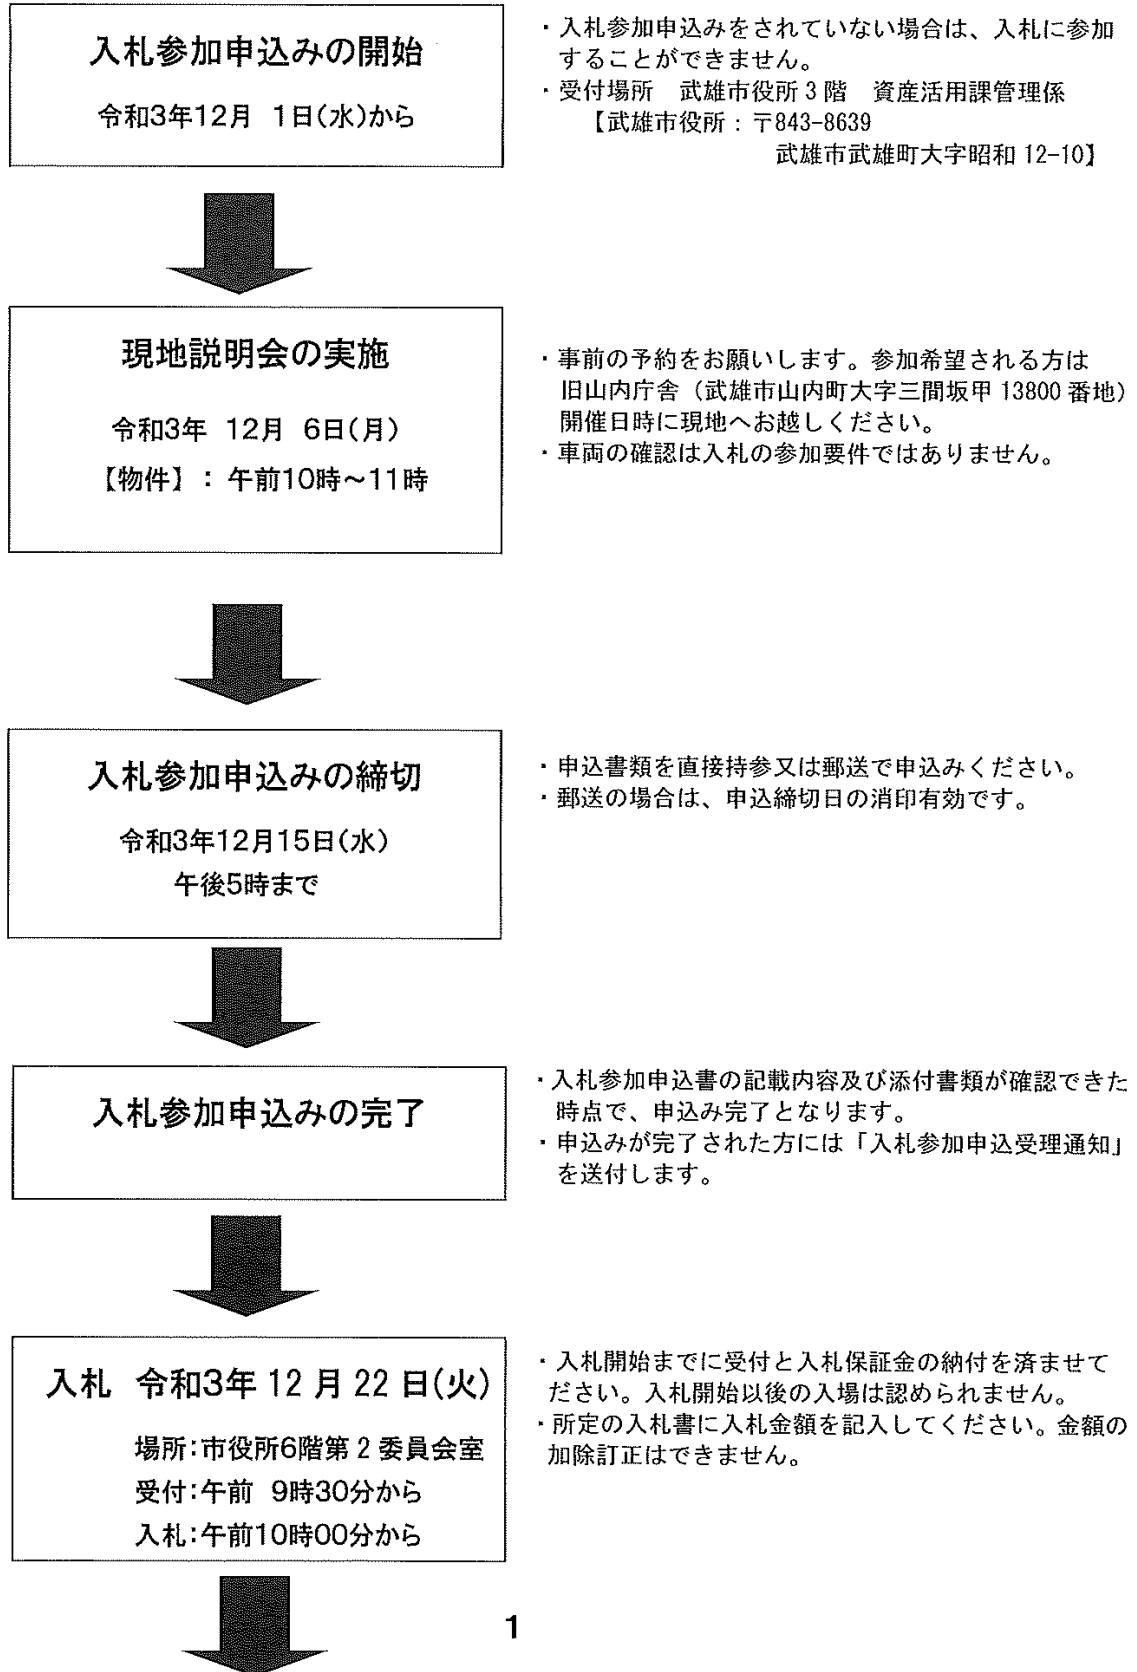 入札参加申込みの開始
令和3年12月 1日(水)から
・入札参加申込みをされていない場合は、入札に参加
することができません。
・受付場所 武雄市役所3階 資産活用課管理係
【武雄市役所：〒843-8639
武雄市武雄町大字昭和 12-10】
現地説明会の実施
令和3年 12月 6日(月)
【物件】：午前10時～11時
・事前の予約をお願いします。参加希望される方は
旧山内庁舎（武雄市山内町大字三間坂甲 13800 番地）
開催日時に現地へお越しください。
・車両の確認は入札の参加要件ではありません。
入札参加申込みの締切
令和3年12月15日(水)
午後5時まで
・申込書類を直接持参又は郵送で申込みください。
・郵送の場合は、申込締切日の消印有効です。
入札参加申込みの完了
・入札参加申込書の記載内容及び添付書類が確認できた
時点で、申込み完了となります。
・申込みが完了された方には「入札参加申込受理通知」
を送付します。
入札 令和3年 12 月 22 日(火)
場所:市役所6階第 2 委員会室
受付:午前 9時30分から
入札:午前10時00分から
・入札開始までに受付と入札保証金の納付を済ませて
ださい。入札開始以後の入場は認められません。
・所定の入札書に入札金額を記入してください。金額の
加除訂正はできません。
1